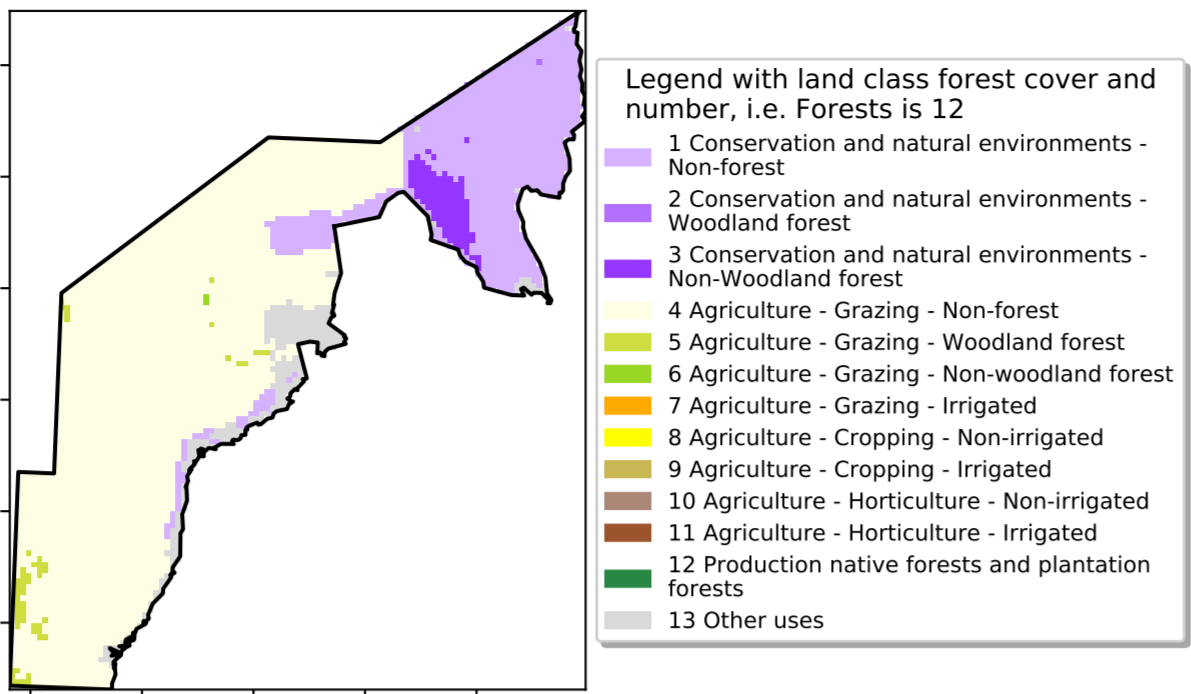 Legend with land class forest cover and
number, i.e. Forests is 12
1 Conservation and natural environments -
Non-forest
2 Conservation and natural environments -
Woodland forest
3 Conservation and natural environments -
Non-Woodland forest
4 Agriculture - Grazing - Non-forest
5 Agriculture - Grazing - Woodland forest
6 Agriculture - Grazing - Non-woodland forest
7 Agriculture - Grazing - Irrigated
8 Agriculture - Cropping - Non-irrigated
9 Agriculture - Cropping - Irrigated
10 Agriculture - Horticulture - Non-irrigated
11 Agriculture - Horticulture - Irrigated
12 Production native forests and plantation
forests
13 Other uses